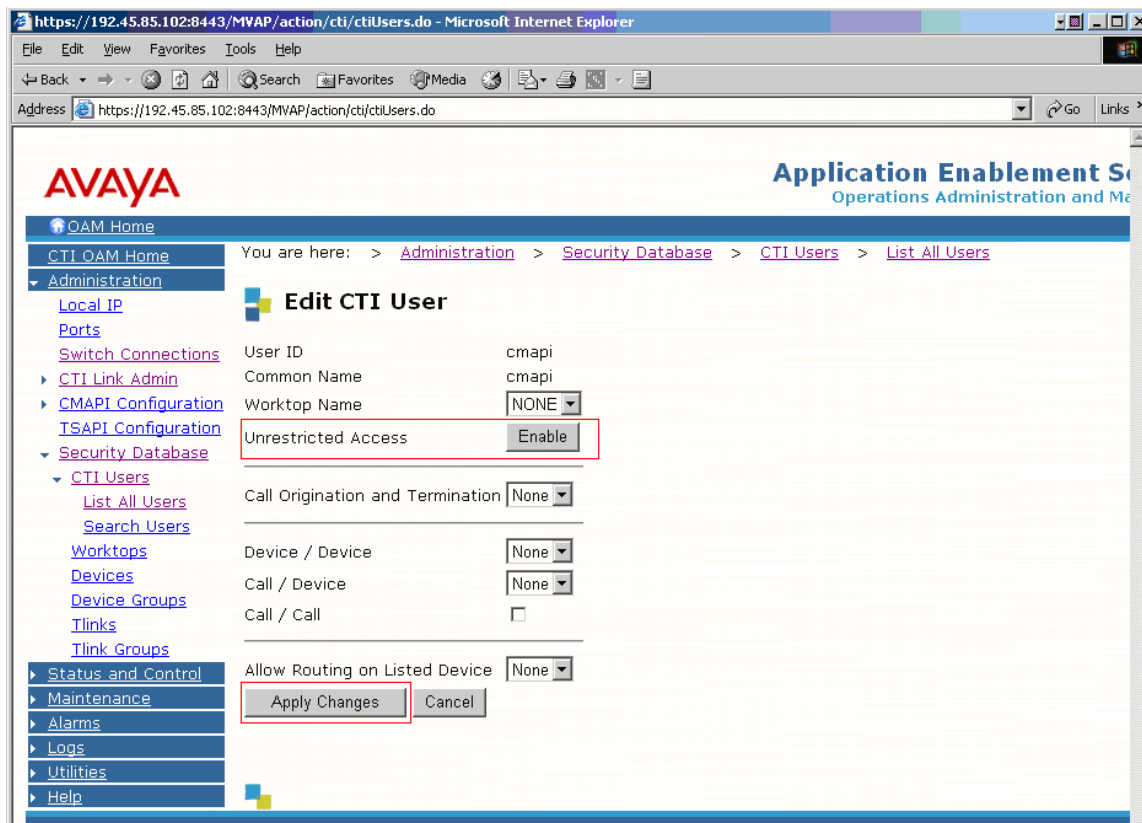 https://192.45.85.102:8443/MVAP/action/cti/ctiUsers.do - Microsoft Internet Explorer
File Edit View Favorites Tools Help
Back Search Favorites Media
Address https://192.45.85.102:8443/MVAP/action/cti/ctiUsers.do Go Links
AVAYA
Application Enablement
Operations Administration and
OAM Home
CTI OAM Home
You are here: > Administration > Security Database > CTI Users > List All Users
Administration
Local IP
Ports
Switch Connections
CTI Link Admin
CMAPI Configuration
TSAPI Configuration
Security Database
CTI Users
List All Users
Search Users
Worktops
Devices
Device Groups
Tlinks
Tlink Groups
Status and Control
Maintenance
Alarms
Logs
Utilities
Help
Edit CTI User
User ID cmapi
Common Name cmapi
Worktop Name NONE
Unrestricted Access Enable
Call Origination and Termination None
Device / Device None
Call / Device None
Call / Call
Allow Routing on Listed Device None
Apply Changes Cancel